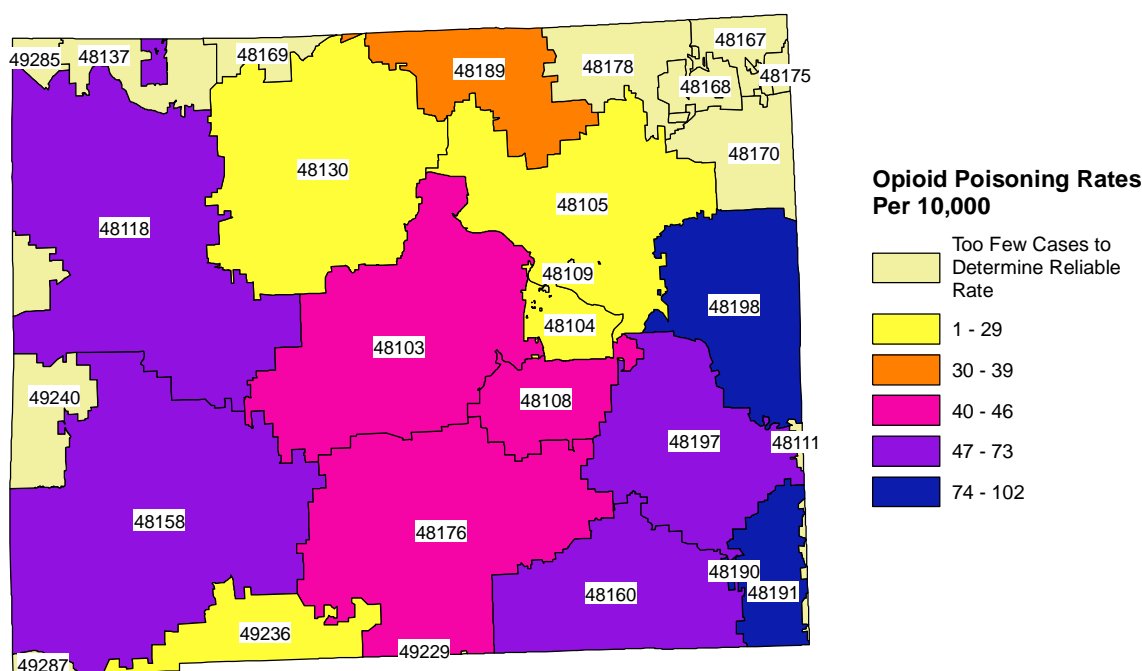 48167
49285
48137
48169
48189
48178
48175
48168
48170
48130
48105
48118
48109
48198
48104
48103
49240
48108
48197
48111
48158
48176
48190
48160
48191
49236
49229
49287
Opioid Poisoning Rates
Per 10,000
Too Few Cases to
Determine Reliable
Rate
1 - 29
30 - 39
40 - 46
47 - 73
74 - 102